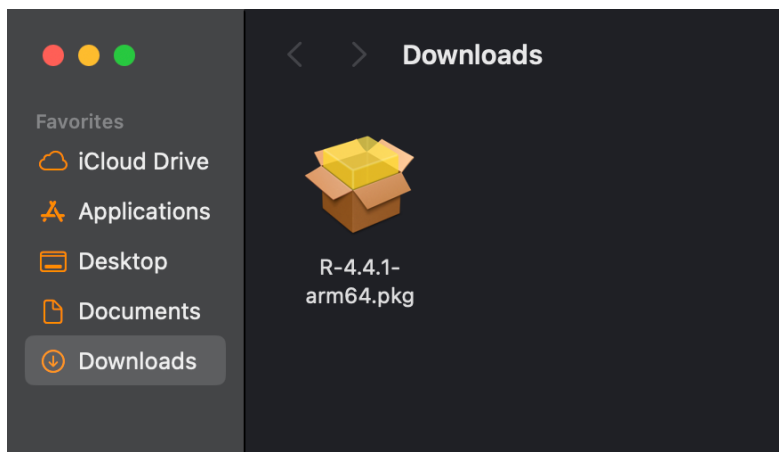 Downloads
Favorites
iCloud Drive
Applications
Desktop
Documents
Downloads
R-4.4.1-
arm64.pkg